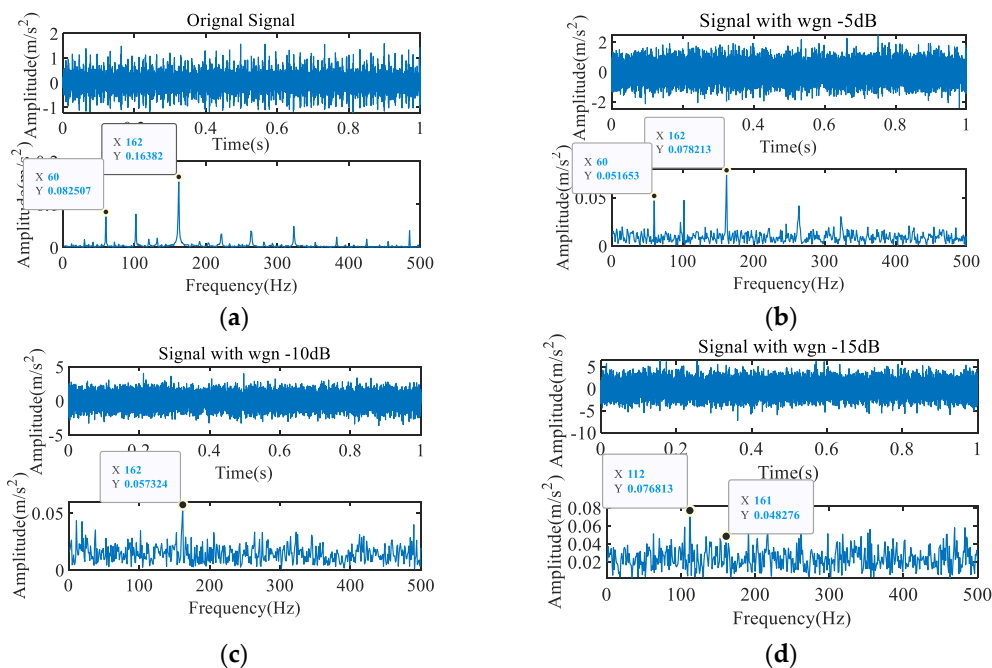 Orignal Signal
Amplitude(m/s²)
2
1
0
-1
0
0.2
0.4
0.6
0.8
1
Time(s)
X 162
Y 0.16382
X 60
Y 0.082507
Amplitude(m/s²)
0
0
100
200
300
400
500
Frequency(Hz)
(a)
Signal with wgn -5dB
Amplitude(m/s²)
2
0
-2
0
0.2
0.4
0.6
0.8
1
Time(s)
X 162
Y 0.078213
X 60
Y 0.051653
Amplitude(m/s²)
0.05
0
0
100
200
300
400
500
Frequency(Hz)
(b)
Signal with wgn -10dB
Amplitude(m/s²)
5
0
-5
0
0.2
0.4
0.6
0.8
1
Time(s)
X 162
Y 0.057324
Amplitude(m/s²)
0.05
0
0
100
200
300
400
500
Frequency(Hz)
(c)
Signal with wgn -15dB
Amplitude(m/s²)
5
0
-5
-10
0
0.2
0.4
0.6
0.8
1
Time(s)
X 112
Y 0.076813
X 161
Y 0.048276
Amplitude(m/s²)
0.08
0.06
0.04
0.02
0
100
200
300
400
500
Frequency(Hz)
(d)